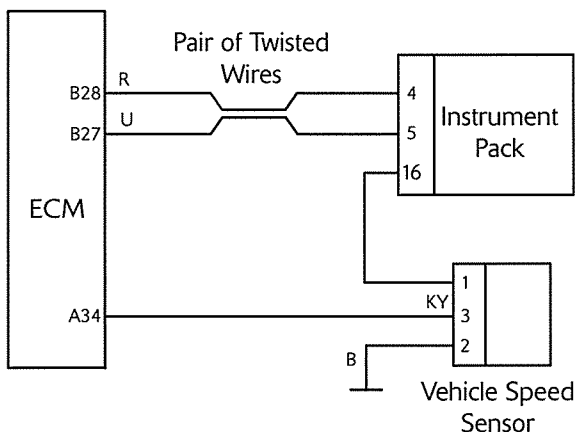 Pair of Twisted
Wires
R
B28
4
U
B27
5
Instrument
Pack
16
ECM
1
KY
A34
3
2
B
Vehicle Speed
Sensor